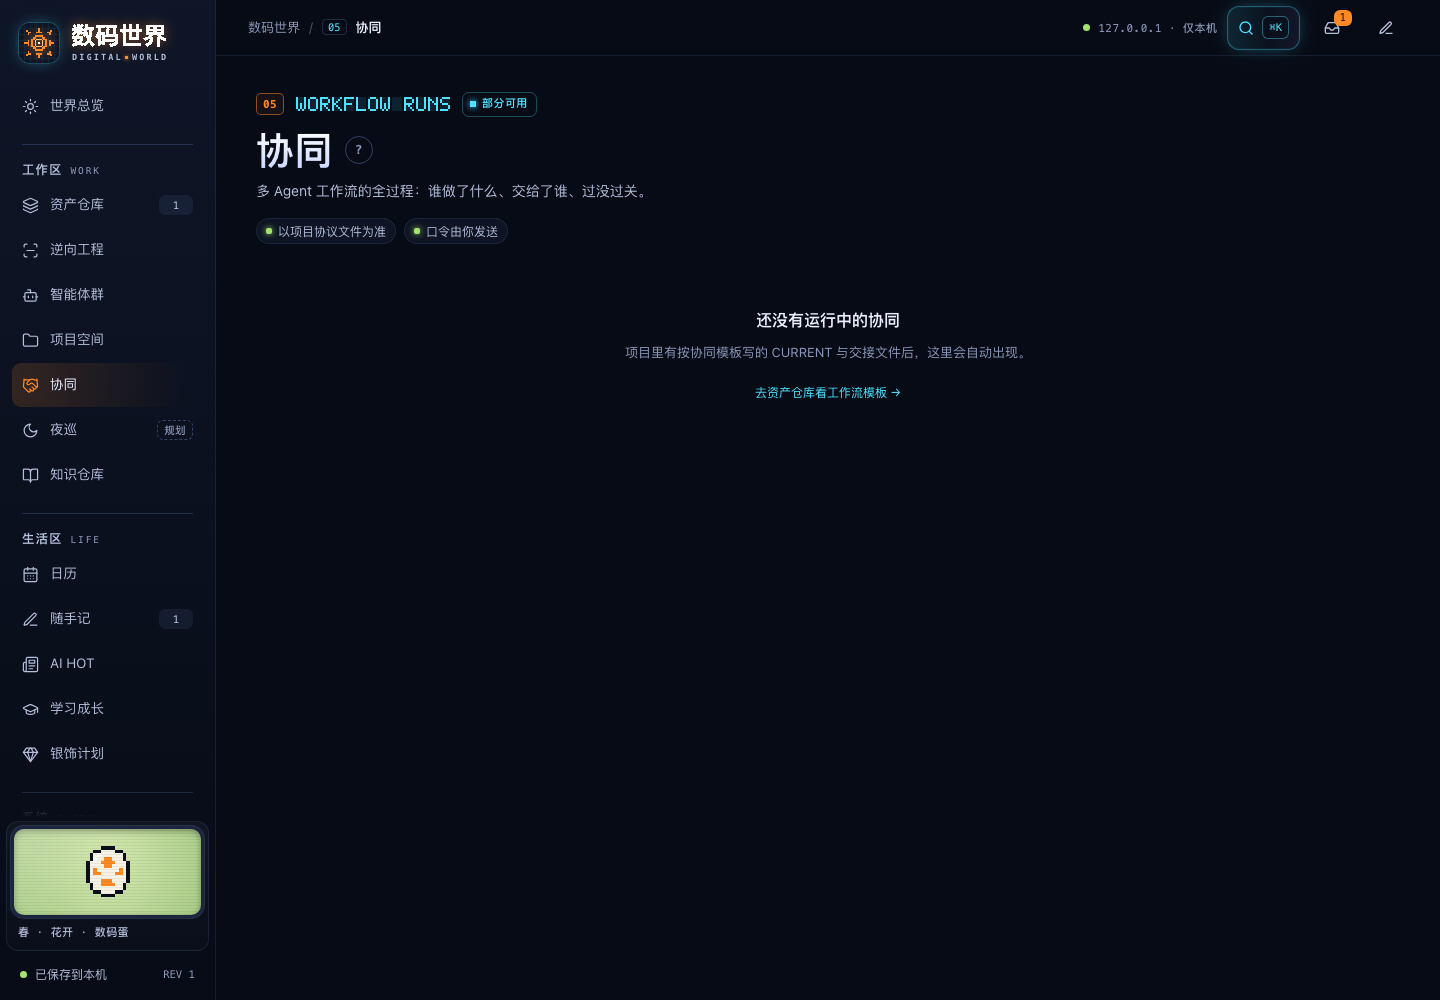 数码世界
DIGITAL WORLD
世界总览
工作区 WORK
资产仓库 1
逆向工程
智能体群
项目空间
协同
夜巡 规划
知识仓库
生活区 LIFE
日历
随手记 1
AI HOT
学习成长
银饰计划
春 · 花开 · 数码蛋
已保存到本机 REV 1
数码世界 / 05 协同
127.0.0.1 · 仅本机
⌘K
1
05 WORKFLOW RUNS 部分可用
协同 ?
多 Agent 工作流的全过程：谁做了什么、交给了谁、过没过关。
以项目协议文件为准 口令由你发送
还没有运行中的协同
项目里有按协同模板写的 CURRENT 与交接文件后，这里会自动出现。
去资产仓库看工作流模板 →